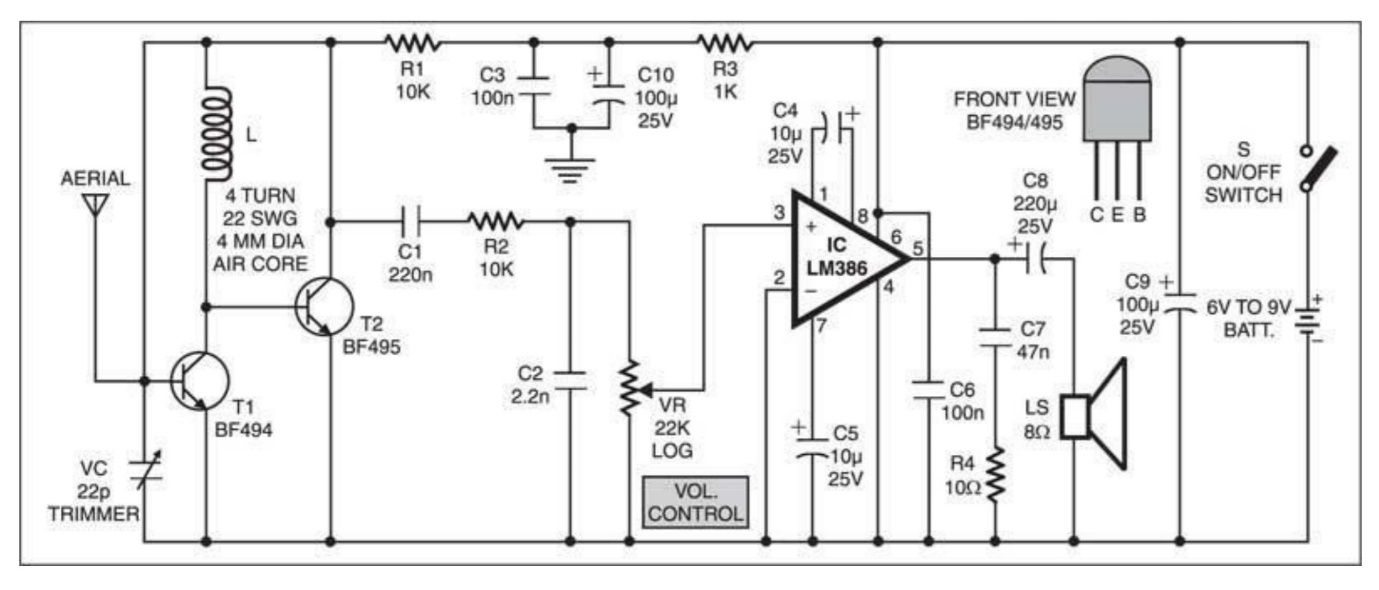 R1
10K
C3
100n
C10
100µ
25V
R3
1K
C4
10µ
25V
FRONT VIEW
BF494/495
C E B
S
ON/OFF
SWITCH
AERIAL
L
4 TURN
22 SWG
4 MM DIA
AIR CORE
C1
220n
R2
10K
T2
BF495
T1
BF494
VC
22p
TRIMMER
C2
2.2n
VR
22K
LOG
VOL.
CONTROL
1
3
8
+
IC
LM386
6
5
2
–
4
7
+
C8
220µ
25V
+
C5
10µ
25V
C6
100n
C7
47n
R4
10Ω
LS
8Ω
C9
100µ
25V
+
6V TO 9V
BATT.
+
–
+
+